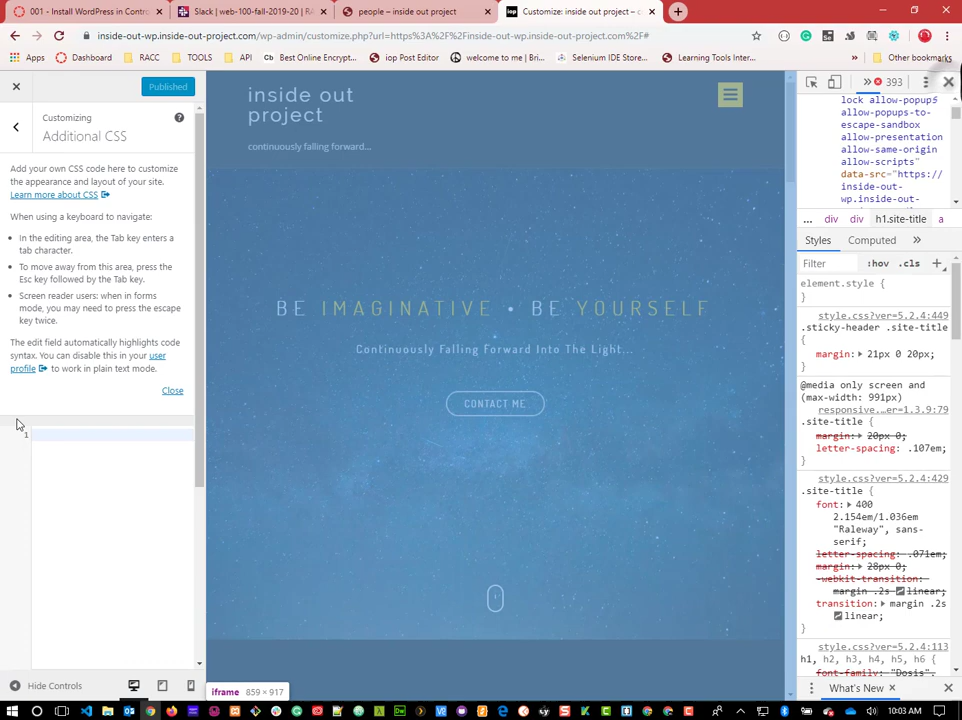 001 - Install WordPress in Contro
Slack | web-100-fall-2019-20 | RA
people – inside out project
Customize: inside out project – c
inside-out-wp.inside-out-project.com/wp-admin/customize.php?url=https%3A%2F%2Finside-out-wp.inside-out-project.com%2F#
Apps
Dashboard
RACC
TOOLS
API
Best Online Encrypt...
iop Post Editor
welcome to me | Bri...
Selenium IDE Store...
Learning Tools Inter...
»
Other bookmarks
Published
Customizing
Additional CSS
Add your own CSS code here to customize
the appearance and layout of your site.
Learn more about CSS
When using a keyboard to navigate:
• In the editing area, the Tab key enters a
tab character.
• To move away from this area, press the
Esc key followed by the Tab key.
• Screen reader users: when in forms
mode, you may need to press the escape
key twice.
The edit field automatically highlights code
syntax. You can disable this in your user
profile to work in plain text mode.
Close
1
Hide Controls
inside out
project
continuously falling forward...
BE IMAGINATIVE • BE YOURSELF
Continuously Falling Forward Into The Light...
CONTACT ME.
iframe 859 × 917
» 393
lock allow-popups
allow-popups-to-
escape-sandbox
allow-presentation
allow-same-origin
allow-scripts"
data-src="https://
inside-out-
wp.inside-out-
... div div h1.site-title a
Styles Computed »
Filter :hov .cls +
element.style {
}
style.css?ver=5.2.4:449
.sticky-header .site-title
{
margin: 21px 0 20px;
}
@media only screen and
(max-width: 991px)
responsive...er=1.3.9:79
.site-title {
margin: 20px 0;
letter-spacing: .107em;
}
style.css?ver=5.2.4:429
.site-title {
font: 400
2.154em/1.036em
"Raleway", sans-
serif;
letter-spacing: .071em;
margin: 28px 0;
-webkit-transition:
margin .2s linear;
transition: margin .2s
linear;
}
style.css?ver=5.2.4:113
h1, h2, h3, h4, h5, h6 {
font-family: "Dosis",
What's New
10:03 AM